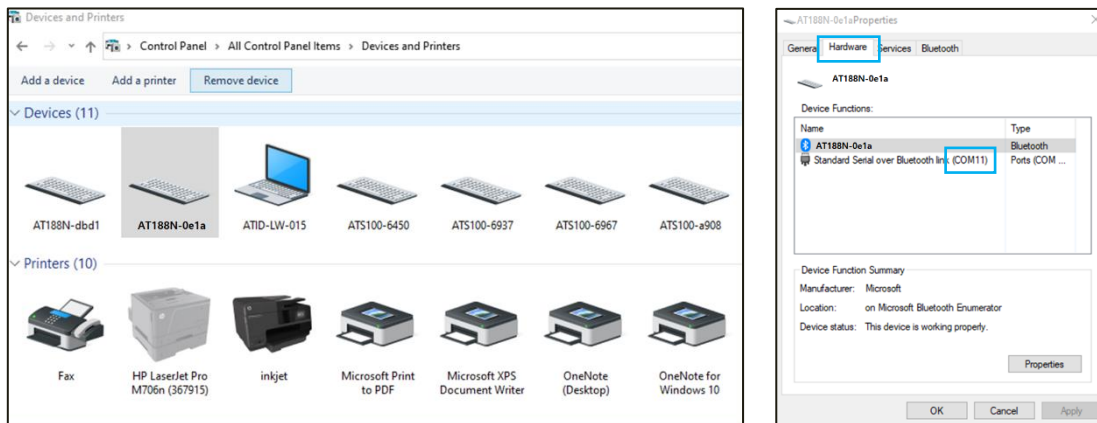 Devices and Printers
Control Panel > All Control Panel Items > Devices and Printers
Add a device Add a printer Remove device
Devices (11)
AT188N-dbd1 AT188N-0e1a ATID-LW-015 ATS100-6450 ATS100-6937 ATS100-6967 ATS100-a908
Printers (10)
Fax HP LaserJet Pro inkjet Microsoft Print Microsoft XPS OneNote OneNote for
M706n (367915) to PDF Document Writer (Desktop) Windows 10
AT188N-0e1aProperties
General Hardware Services Bluetooth
AT188N-0e1a
Device Functions:
Name Type
AT188N-0e1a Bluetooth
Standard Serial over Bluetooth link (COM11) Ports (COM ...
Device Function Summary
Manufacturer: Microsoft
Location: on Microsoft Bluetooth Enumerator
Device status: This device is working properly.
Properties
OK Cancel Apply